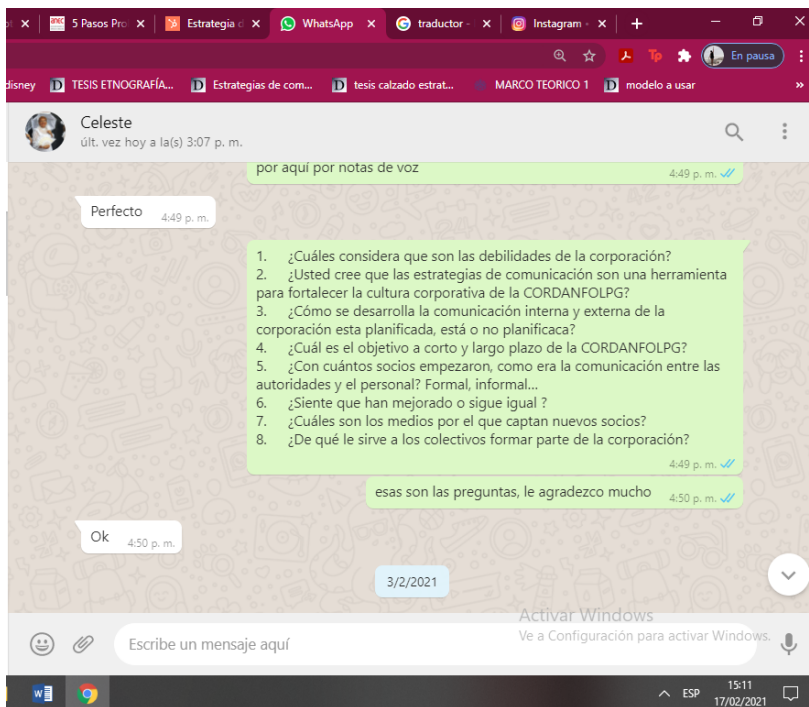 5 Pasos Pro
Estrategia d
WhatsApp
traductor -
Instagram -
Tp
En pausa
disney
TESIS ETNOGRAFÍA...
Estrategias de com...
tesis calzado estrat...
MARCO TEORICO 1
modelo a usar
Celeste
últ. vez hoy a la(s) 3:07 p. m.
por aquí por notas de voz
4:49 p. m.
Perfecto
4:49 p. m.
1. ¿Cuáles considera que son las debilidades de la corporación?
2. ¿Usted cree que las estrategias de comunicación son una herramienta
para fortalecer la cultura corporativa de la CORDANFOLPG?
3. ¿Cómo se desarrolla la comunicación interna y externa de la
corporación esta planificada, está o no planificaca?
4. ¿Cuál es el objetivo a corto y largo plazo de la CORDANFOLPG?
5. ¿Con cuántos socios empezaron, como era la comunicación entre las
autoridades y el personal? Formal, informal...
6. ¿Siente que han mejorado o sigue igual ?
7. ¿Cuáles son los medios por el que captan nuevos socios?
8. ¿De qué le sirve a los colectivos formar parte de la corporación?
4:49 p. m.
esas son las preguntas, le agradezco mucho
4:50 p. m.
Ok
4:50 p. m.
3/2/2021
Activar Windows
Ve a Configuración para activar Windows.
Escribe un mensaje aquí
ESP
15:11
17/02/2021